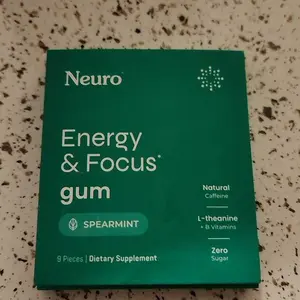 Neuro®
Energy
& Focus*
gum
SPEARMINT
Natural
Caffeine
L-theanine
+ B Vitamins
Zero
Sugar
9 Pieces | Dietary Supplement